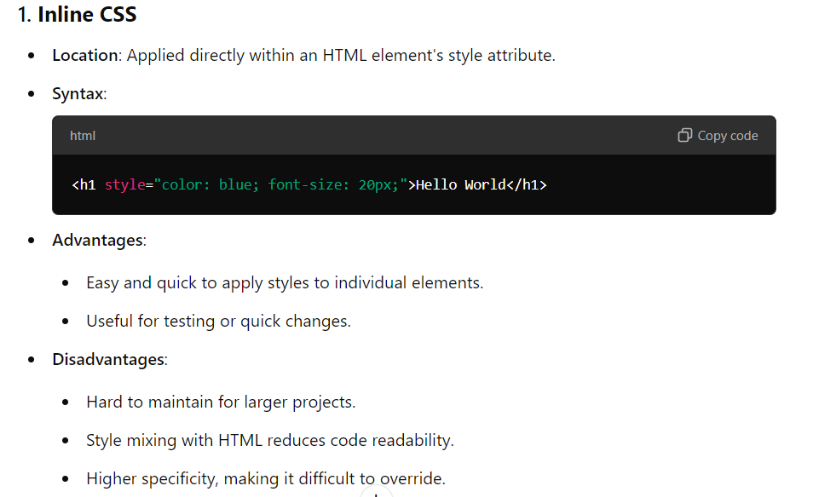 1. Inline CSS
Location: Applied directly within an HTML element's style attribute.
Syntax:
html Copy code
<h1 style="color: blue; font-size: 20px;">Hello World</h1>
Advantages:
Easy and quick to apply styles to individual elements.
Useful for testing or quick changes.
Disadvantages:
Hard to maintain for larger projects.
Style mixing with HTML reduces code readability.
Higher specificity, making it difficult to override.